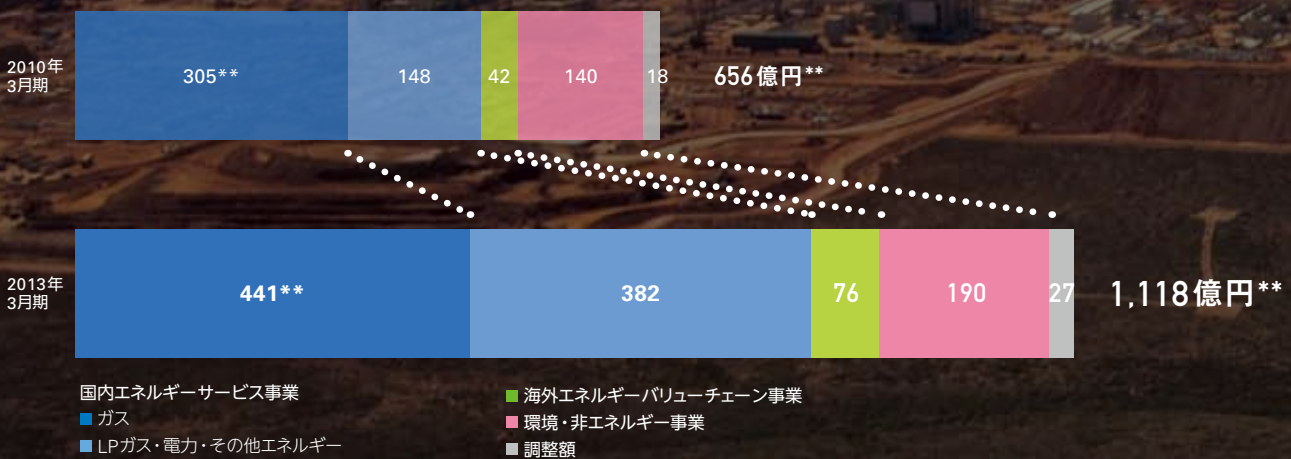 2010年
3月期
305**
148
42
140
18
656億円**
2013年
3月期
441**
382
76
190
27
1,118億円**
国内エネルギーサービス事業
ガス
LPガス・電力・その他エネルギー
海外エネルギーバリューチェーン事業
環境・非エネルギー事業
調整額